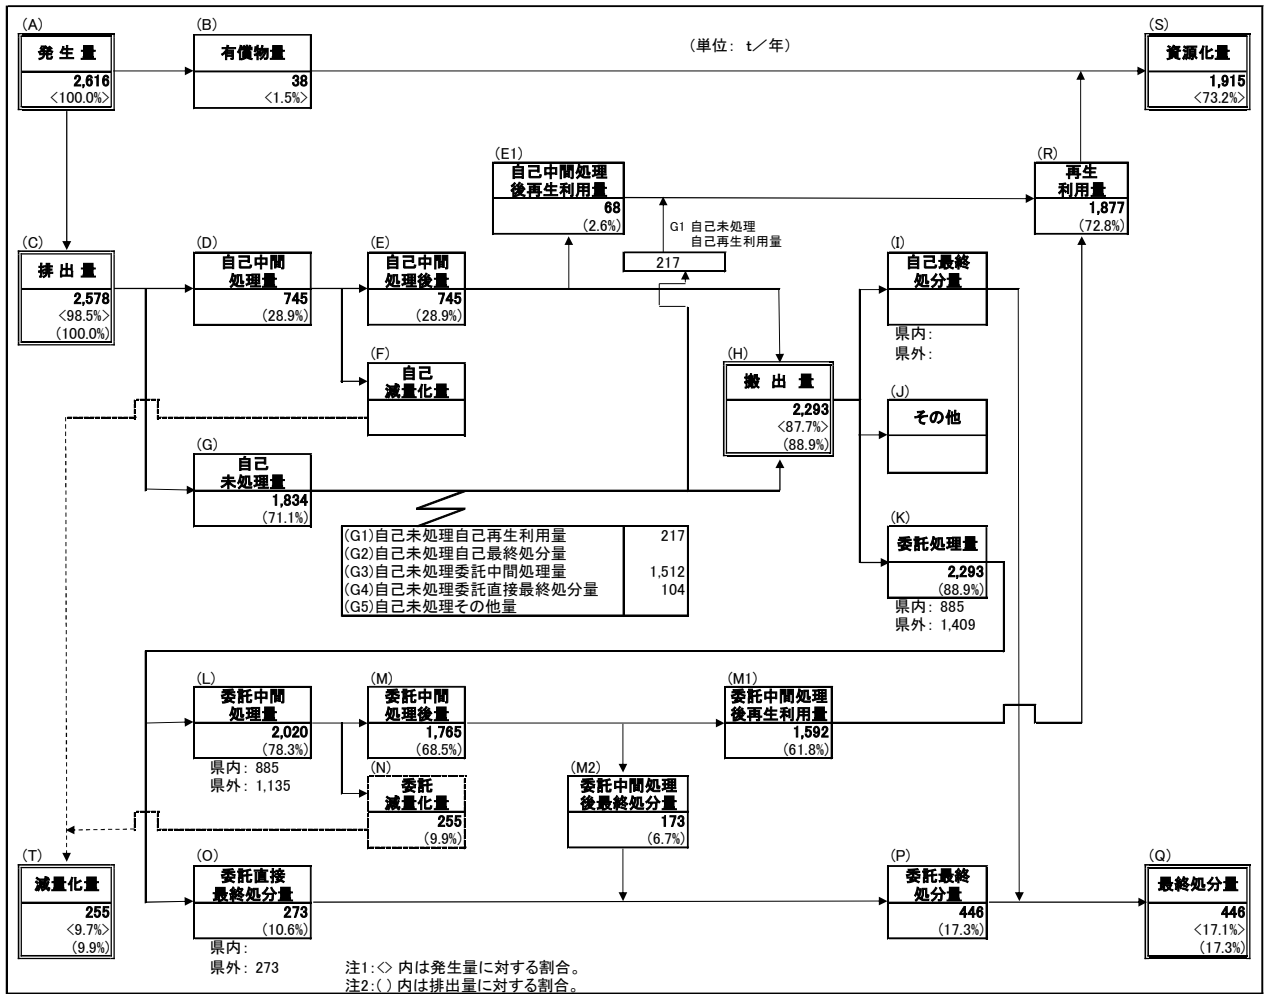 (A)
発 生 量
2,616
<100.0%>
(B)
有償物量
38
<1.5%>
(単位: t/年)
(S)
資源化量
1,915
<73.2%>
(E1)
自己中間処理
後再生利用量
68
(2.6%)
(R)
再生
利用量
1,877
(72.8%)
G1 自己未処理
自己再生利用量
217
(C)
排 出 量
2,578
<98.5%>
(100.0%)
(D)
自己中間
処理量
745
(28.9%)
(E)
自己中間
処理後量
745
(28.9%)
(I)
自己最終
処分量
県内:
県外:
(F)
自己
減量化量
(H)
搬 出 量
2,293
<87.7%>
(88.9%)
(J)
その他
(G)
自己
未処理量
1,834
(71.1%)
(G1)自己未処理自己再生利用量 217
(G2)自己未処理自己最終処分量
(G3)自己未処理委託中間処理量 1,512
(G4)自己未処理委託直接最終処分量 104
(G5)自己未処理その他量
(K)
委託処理量
2,293
(88.9%)
県内: 885
県外: 1,409
(L)
委託中間
処理量
2,020
(78.3%)
県内: 885
県外: 1,135
(M)
委託中間
処理後量
1,765
(68.5%)
(M1)
委託中間処理
後再生利用量
1,592
(61.8%)
(N)
委託
減量化量
255
(9.9%)
(M2)
委託中間処理
後最終処分量
173
(6.7%)
(T)
減量化量
255
<9.7%>
(9.9%)
(O)
委託直接
最終処分量
273
(10.6%)
県内:
県外: 273
(P)
委託最終
処分量
446
(17.3%)
(Q)
最終処分量
446
<17.1%>
(17.3%)
注1:<> 内は発生量に対する割合。
注2:( ) 内は排出量に対する割合。